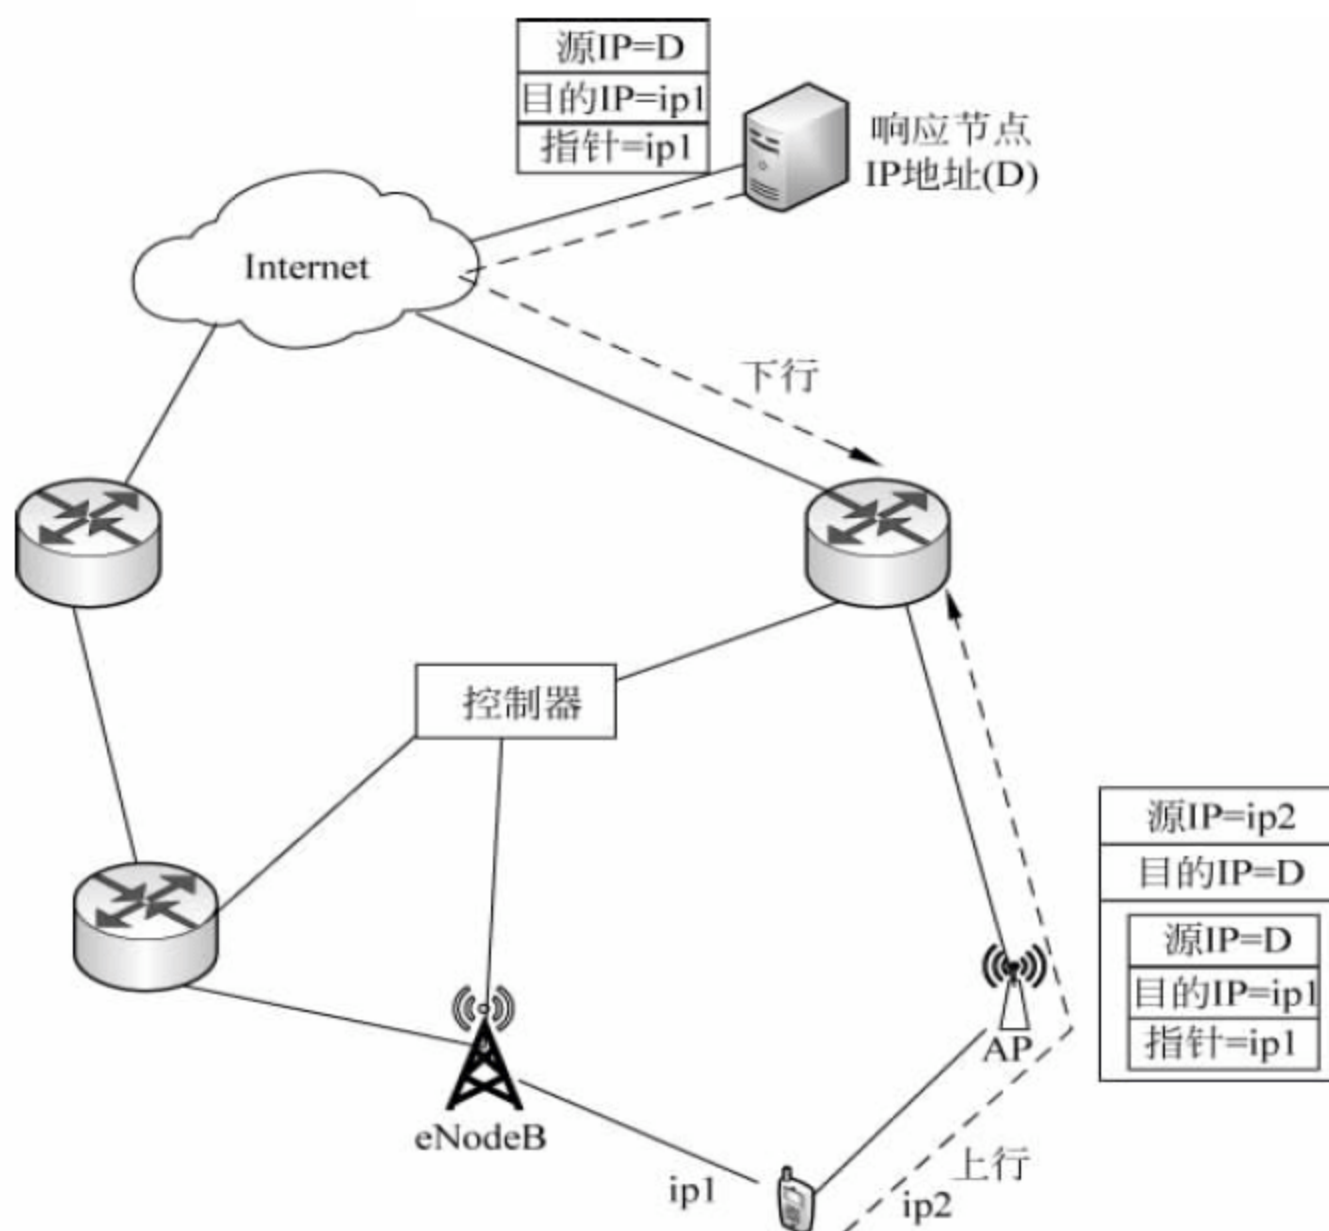 源IP=D
目的IP=ip1
指针=ip1
响应节点
IP地址(D)
Internet
下行
控制器
源IP=ip2
目的IP=D
源IP=D
目的IP=ip1
指针=ip1
AP
eNodeB
上行
ip1
ip2